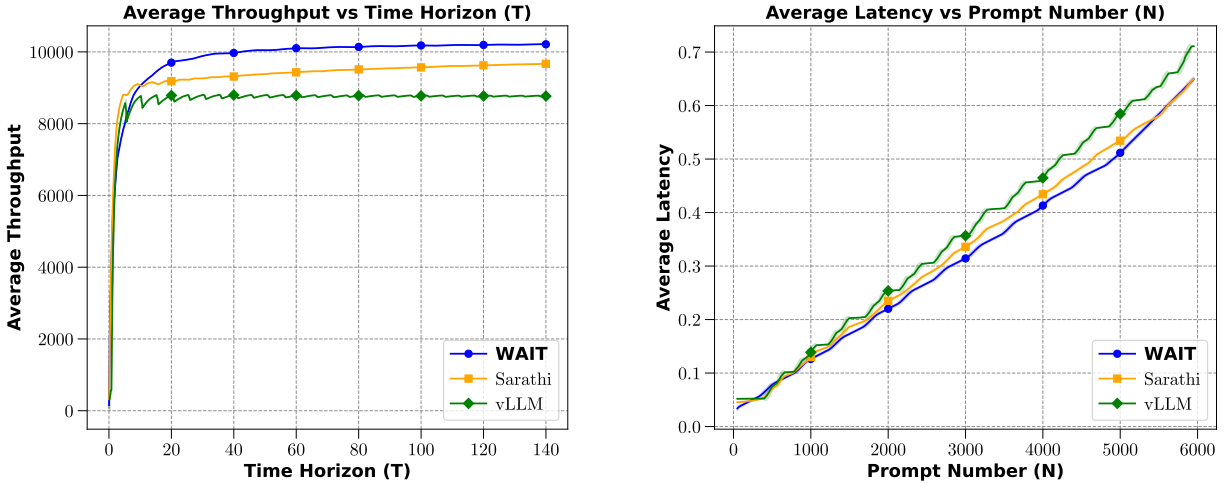 Average Throughput vs Time Horizon (T)
Average Throughput
10000
8000
6000
4000
2000
0
0 20 40 60 80 100 120 140
Time Horizon (T)
WAIT
Sarathi
vLLM
Average Latency vs Prompt Number (N)
Average Latency
0.7
0.6
0.5
0.4
0.3
0.2
0.1
0.0
0 1000 2000 3000 4000 5000 6000
Prompt Number (N)
WAIT
Sarathi
vLLM